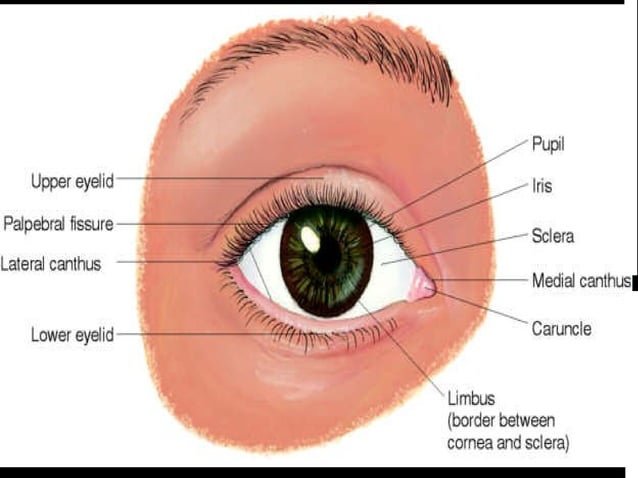 Upper eyelid
Palpebral fissure
Lateral canthus
Lower eyelid
Pupil
Iris
Sclera
Medial canthus
Caruncle
Limbus
(border between
cornea and sclera)